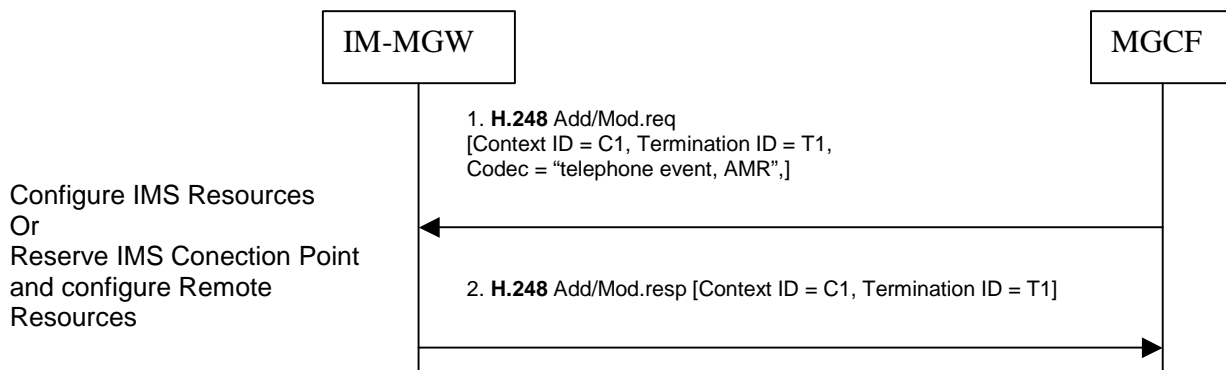 IM-MGW
MGCF
1. H.248 Add/Mod.req
[Context ID = C1, Termination ID = T1,
Codec = “telephone event, AMR”,]
Configure IMS Resources
Or
Reserve IMS Conection Point
and configure Remote
Resources
2. H.248 Add/Mod.resp [Context ID = C1, Termination ID = T1]